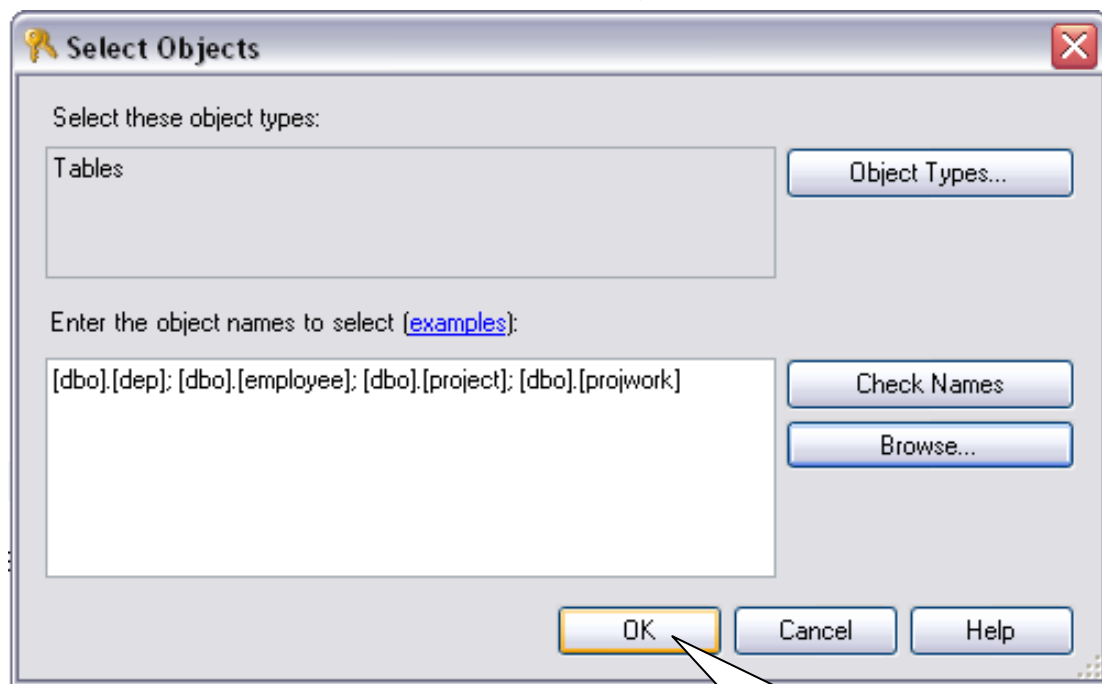 Select Objects
Select these object types:
Tables
Object Types...
Enter the object names to select (examples):
[dbo].[dep]; [dbo].[employee]; [dbo].[project]; [dbo].[projwork]
Check Names
Browse...
OK Cancel Help